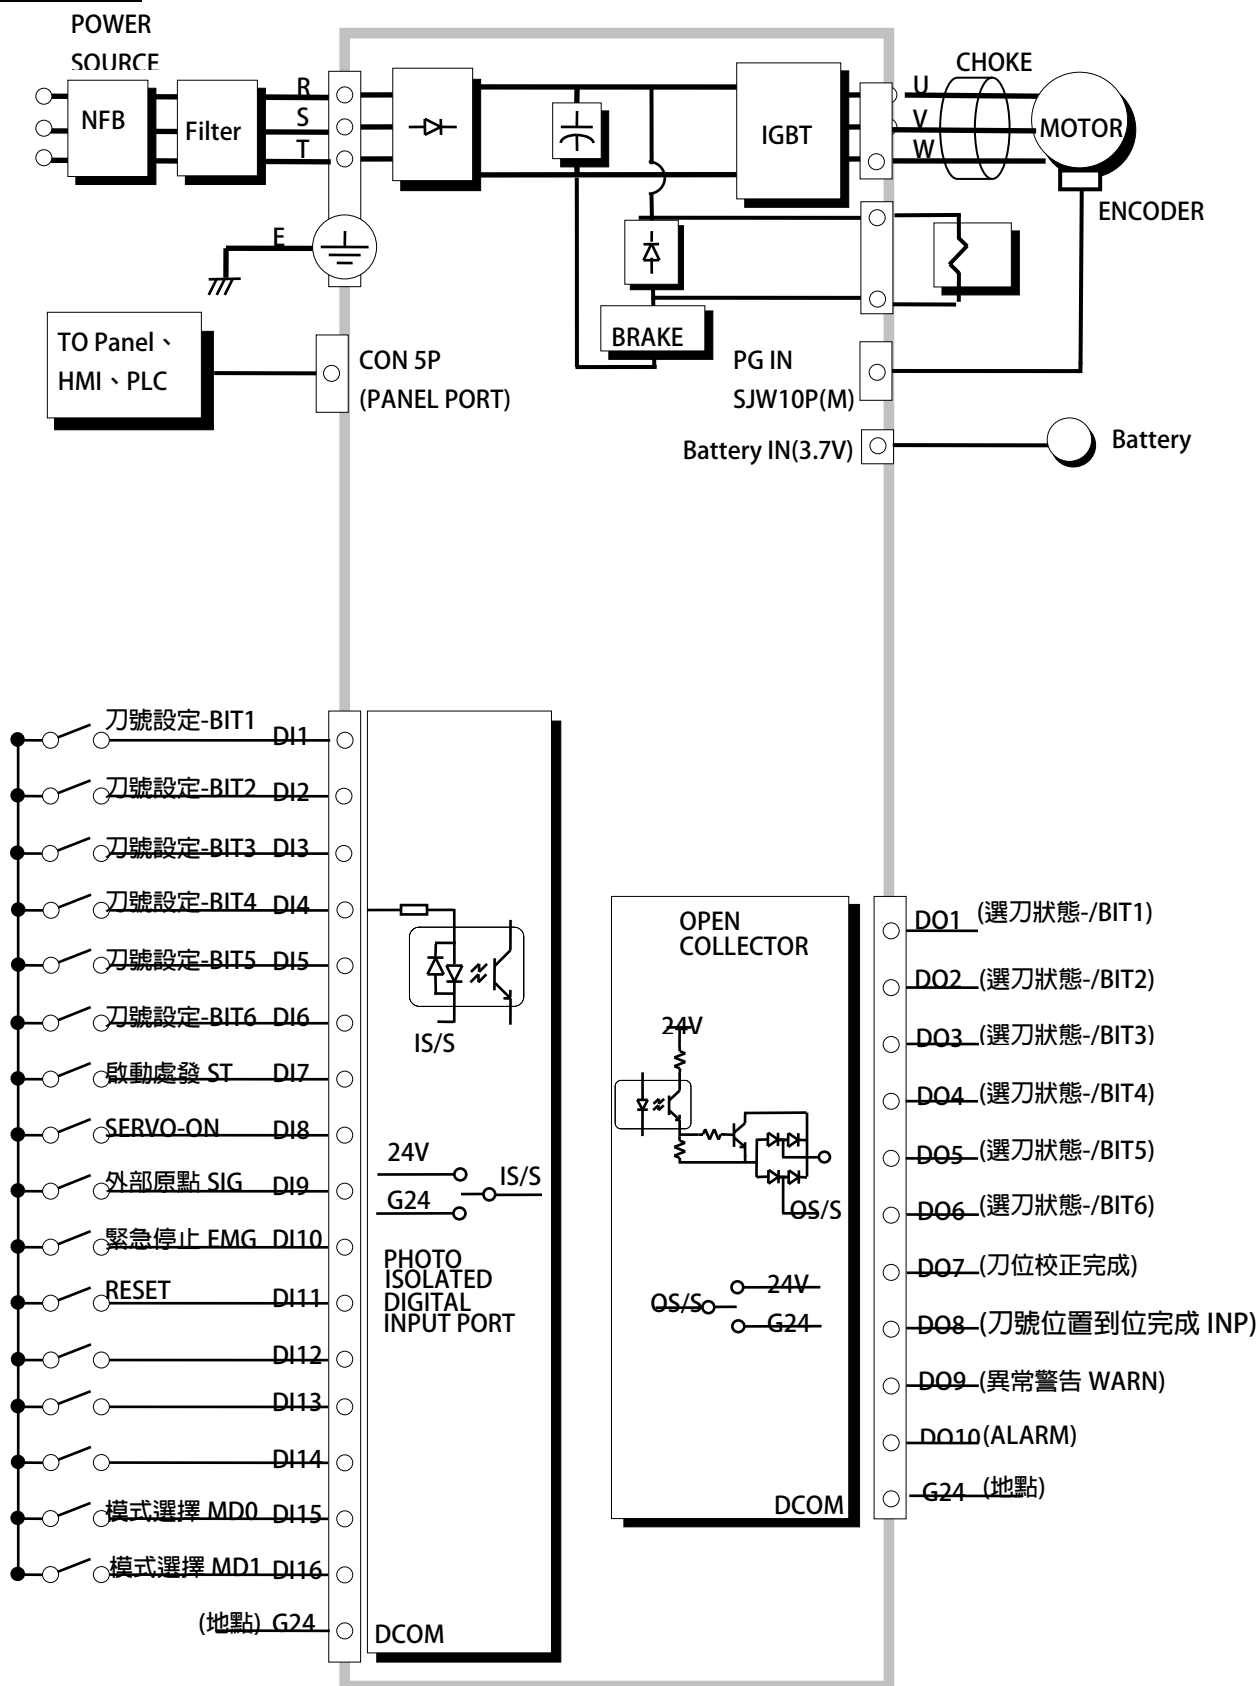 POWER
SOURCE
NFB
Filter
R
S
T
E
IGBT
U
V
W
CHOKE
MOTOR
ENCODER
BRAKE
TO Panel、
HMI、PLC
CON 5P
(PANEL PORT)
PG IN
SJW10P(M)
Battery IN(3.7V)
Battery
刀號設定-BIT1 DI1
刀號設定-BIT2 DI2
刀號設定-BIT3 DI3
刀號設定-BIT4 DI4
刀號設定-BIT5 DI5
刀號設定-BIT6 DI6
啟動處發 ST DI7
SERVO-ON DI8
外部原點 SIG DI9
緊急停止 EMG DI10
RESET DI11
DI12
DI13
DI14
模式選擇 MD0 DI15
模式選擇 MD1 DI16
(地點) G24
IS/S
24V
G24
IS/S
PHOTO
ISOLATED
DIGITAL
INPUT PORT
DCOM
OPEN
COLLECTOR
24V
OS/S
24V
OS/S
G24
DCOM
DO1 (選刀狀態-/BIT1)
DO2 (選刀狀態-/BIT2)
DO3 (選刀狀態-/BIT3)
DO4 (選刀狀態-/BIT4)
DO5 (選刀狀態-/BIT5)
DO6 (選刀狀態-/BIT6)
DO7 (刀位校正完成)
DO8 (刀號位置到位完成 INP)
DO9 (異常警告 WARN)
DO10 (ALARM)
G24 (地點)